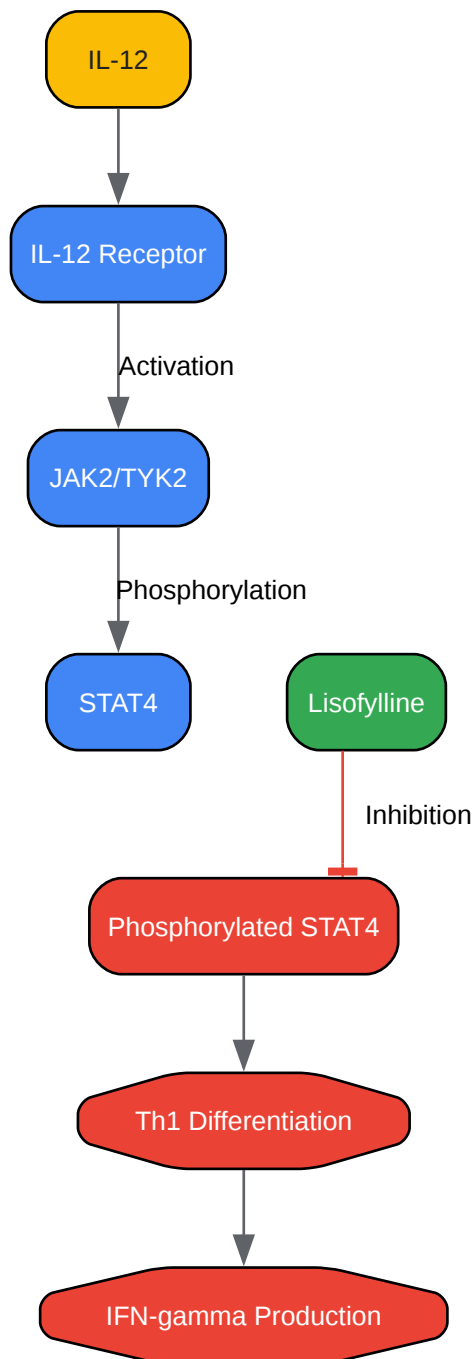 IL-12
IL-12 Receptor
Activation
JAK2/TYK2
Phosphorylation
STAT4
Lisofylline
Inhibition
Phosphorylated STAT4
Th1 Differentiation
IFN-gamma Production